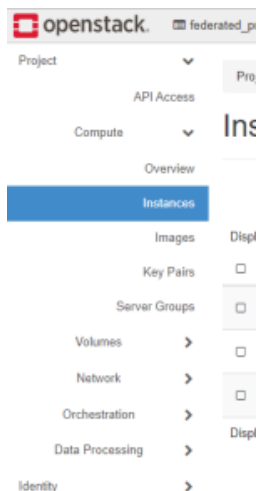 openstack. federated_p
Project
Pro
API Access
Compute
Ins
Overview
Instances
Images
Displ
Key Pairs
Server Groups
Volumes
Network
Orchestration
Displ
Data Processing
Identity